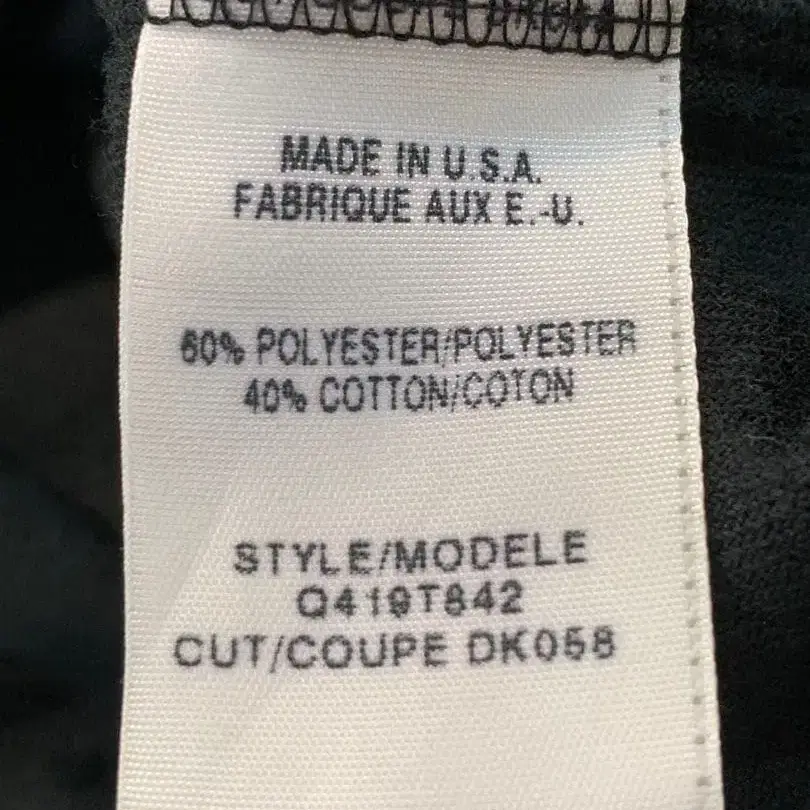 MADE IN U.S.A.
FABRIQUE AUX E.-U.
60% POLYESTER/POLYESTER
40% COTTON/COTON
STYLE/MODELE
Q419T842
CUT/COUPE DK058